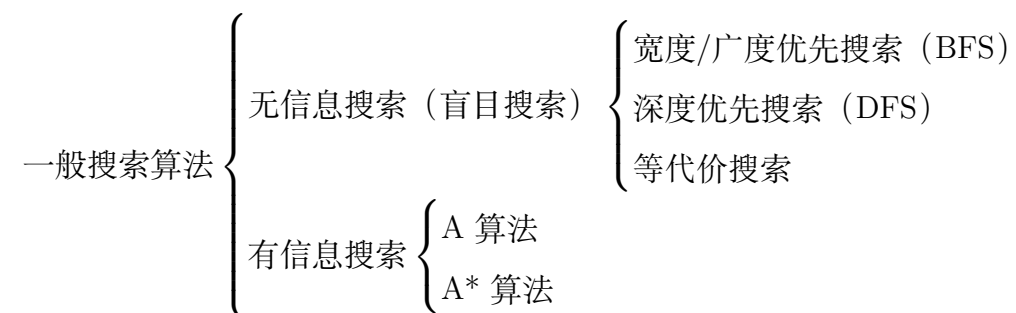 一般搜索算法
无信息搜索（盲目搜索）
宽度/广度优先搜索（BFS）
深度优先搜索（DFS）
等代价搜索
有信息搜索
A 算法
A* 算法